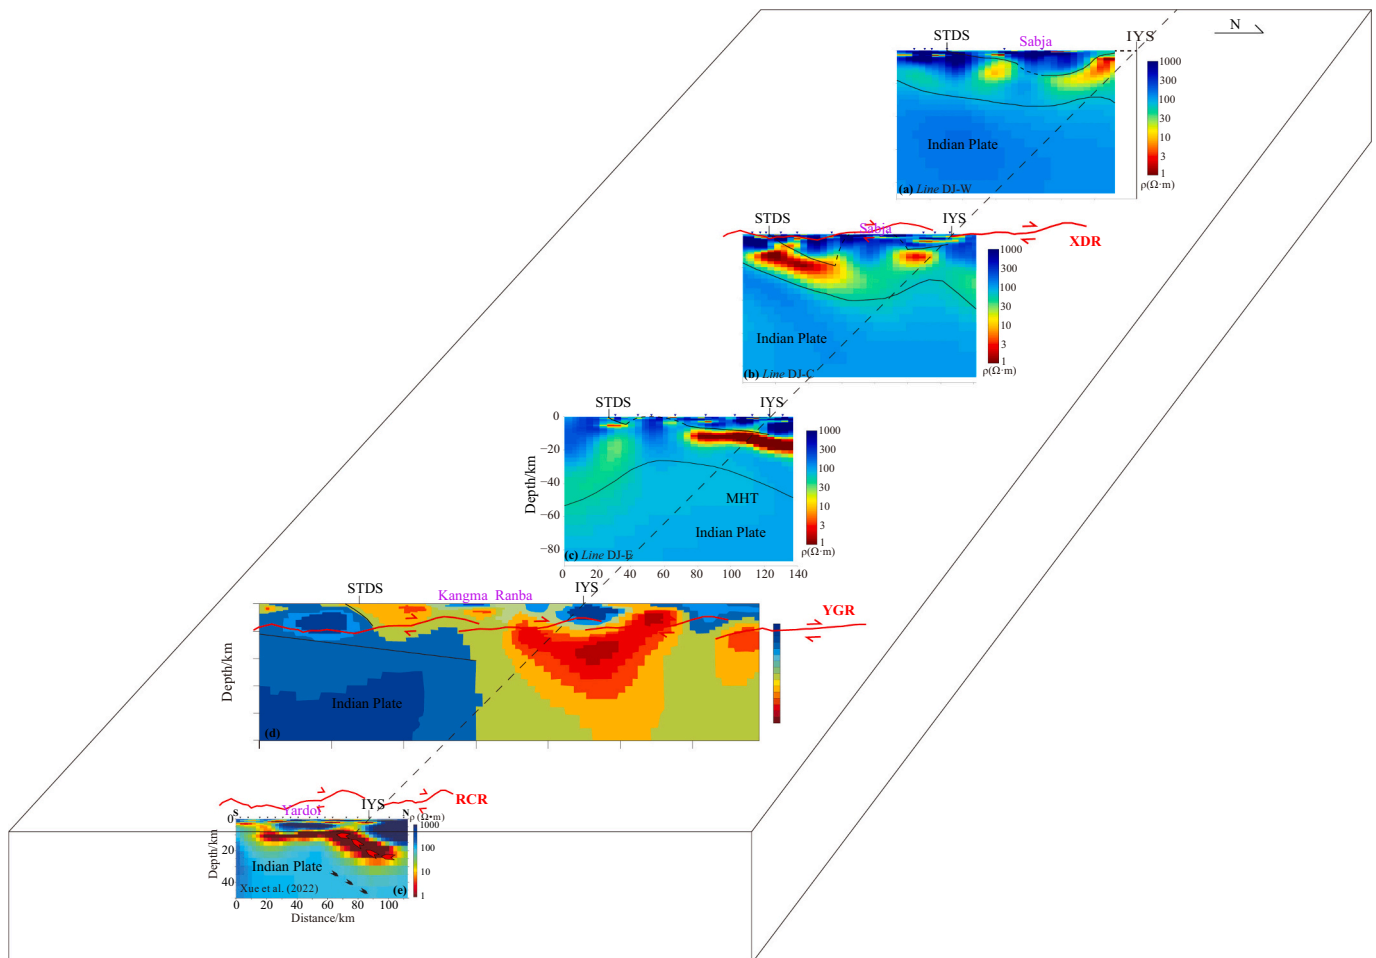 N
STDS
Sabja
IYS
1000
300
100
30
10
3
1
ρ(Ω·m)
Indian Plate
(a) Line DJ-W
STDS
Sabja
IYS
XDR
1000
300
100
30
10
3
1
ρ(Ω·m)
Indian Plate
(b) Line DJ-C
STDS
IYS
Depth/km
0
−20
−40
−60
−80
1000
300
100
30
10
3
1
ρ(Ω·m)
MHT
Indian Plate
(c) Line DJ-E
0 20 40 60 80 100 120 140
STDS
Kangma Ranba
IYS
YGR
Depth/km
Indian Plate
(d)
RCR
Yardoi
IYS
S
N
ρ (Ω•m)
1000
100
10
1
Depth/km
0
20
40
Indian Plate
Xue et al. (2022)
(e)
0 20 40 60 80 100
Distance/km